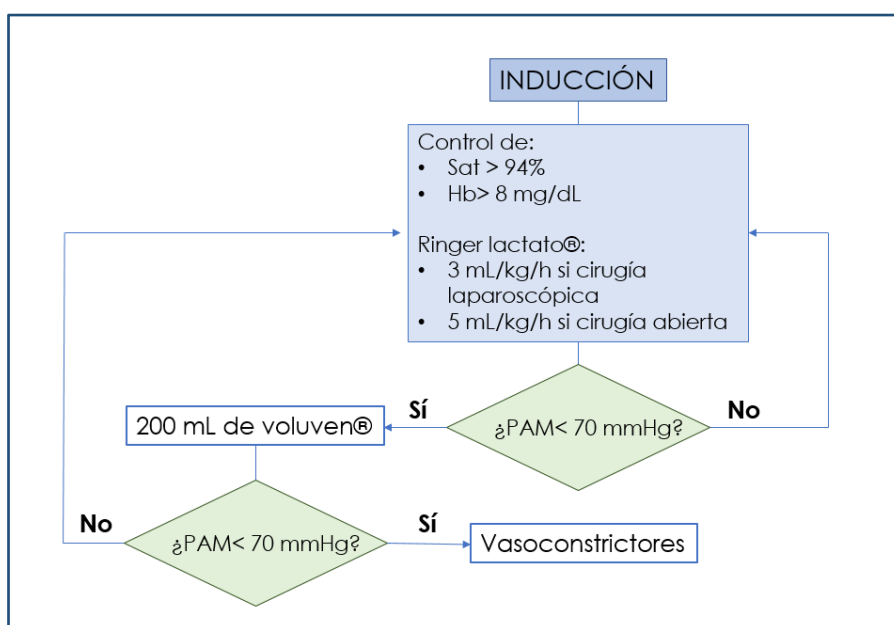 INDUCCIÓN
Control de:
• Sat > 94%
• Hb> 8 mg/dL
Ringer lactato®:
• 3 mL/kg/h si cirugía
laparoscópica
• 5 mL/kg/h si cirugía abierta
¿PAM< 70 mmHg?
Sí
No
200 mL de voluven®
¿PAM< 70 mmHg?
No
Sí
Vasoconstrictores